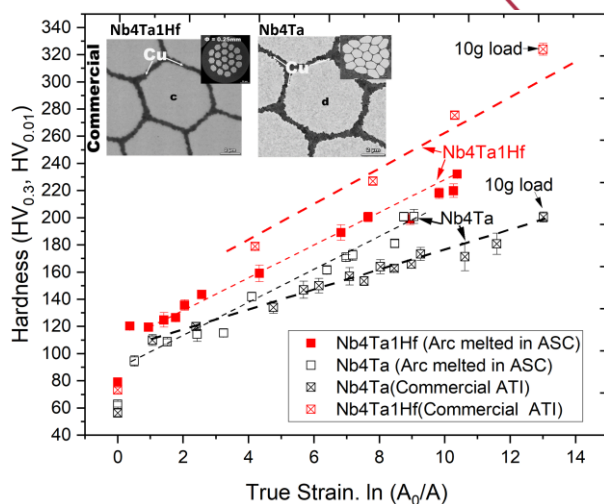 Nb4Ta1Hf
Nb4Ta
Ø = 0.25mm
Cu
Cu
c
d
Commercial
10g load
Nb4Ta1Hf
10g load
Nb4Ta
Hardness (HV0.3, HV0.01)
340
320
300
280
260
240
220
200
180
160
140
120
100
80
60
40
Nb4Ta1Hf (Arc melted in ASC)
Nb4Ta (Arc melted in ASC)
Nb4Ta(Commercial ATI)
Nb4Ta1Hf(Commercial ATI)
0 2 4 6 8 10 12 14
True Strain. ln (A0/A)